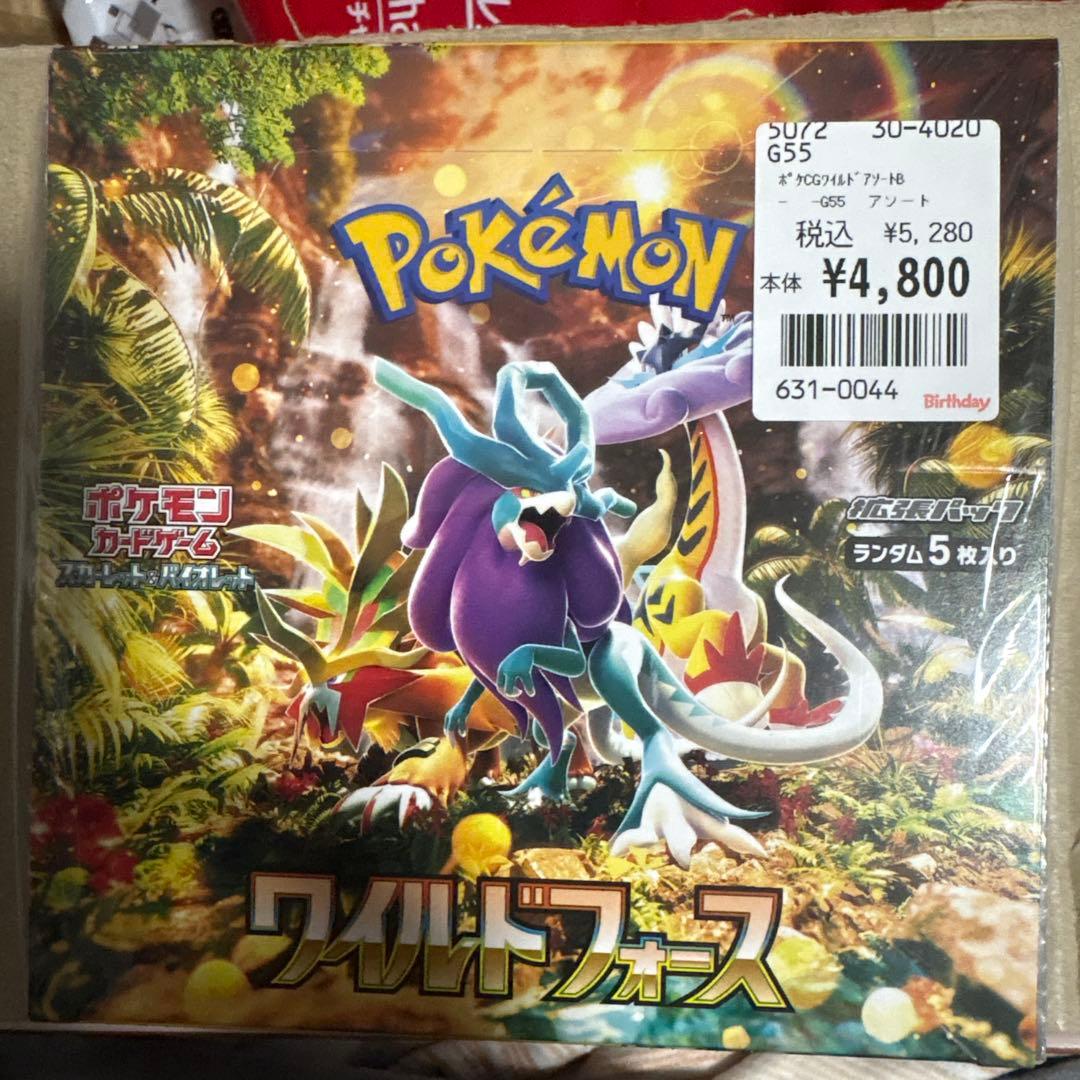 POKéMON
TM
5072 30-4020
G55
ﾎﾟｹCGﾜｲﾙﾄﾞｱｿｰﾄB
- -G55 アソート
税込 ¥5,280
本体 ¥4,800
631-0044 Birthday
ポケモン
カードゲーム
スカーレット&バイオレット
拡張パック
ランダム5枚入り
ワイルドフォース